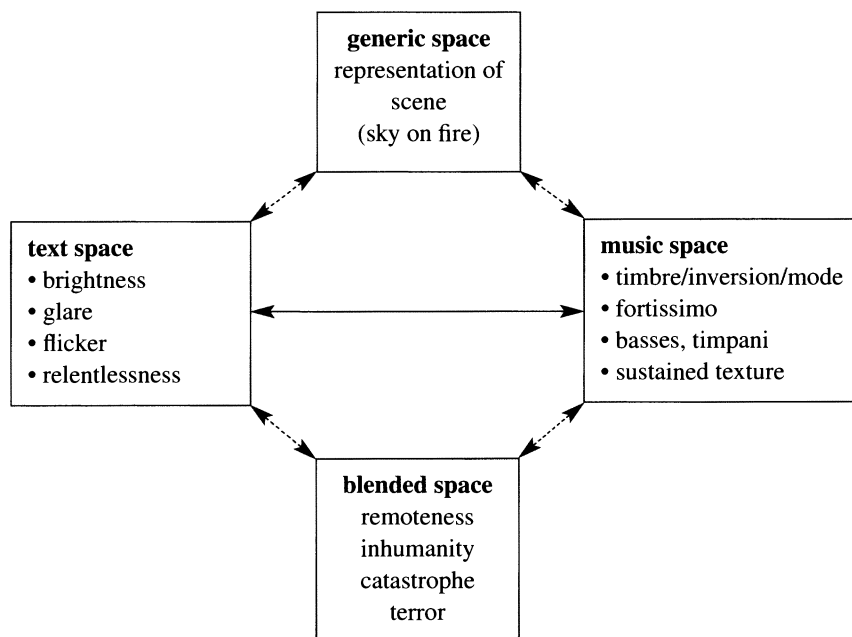 generic space
representation of
scene
(sky on fire)
text space
• brightness
• glare
• flicker
• relentlessness
music space
• timbre/inversion/mode
• fortissimo
• basses, timpani
• sustained texture
blended space
remoteness
inhumanity
catastrophe
terror